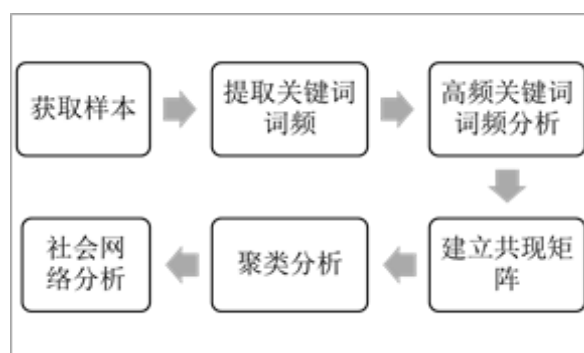 获取样本
提取关键词
词频
高频关键词
词频分析
建立共现矩
阵
聚类分析
社会网
络分析